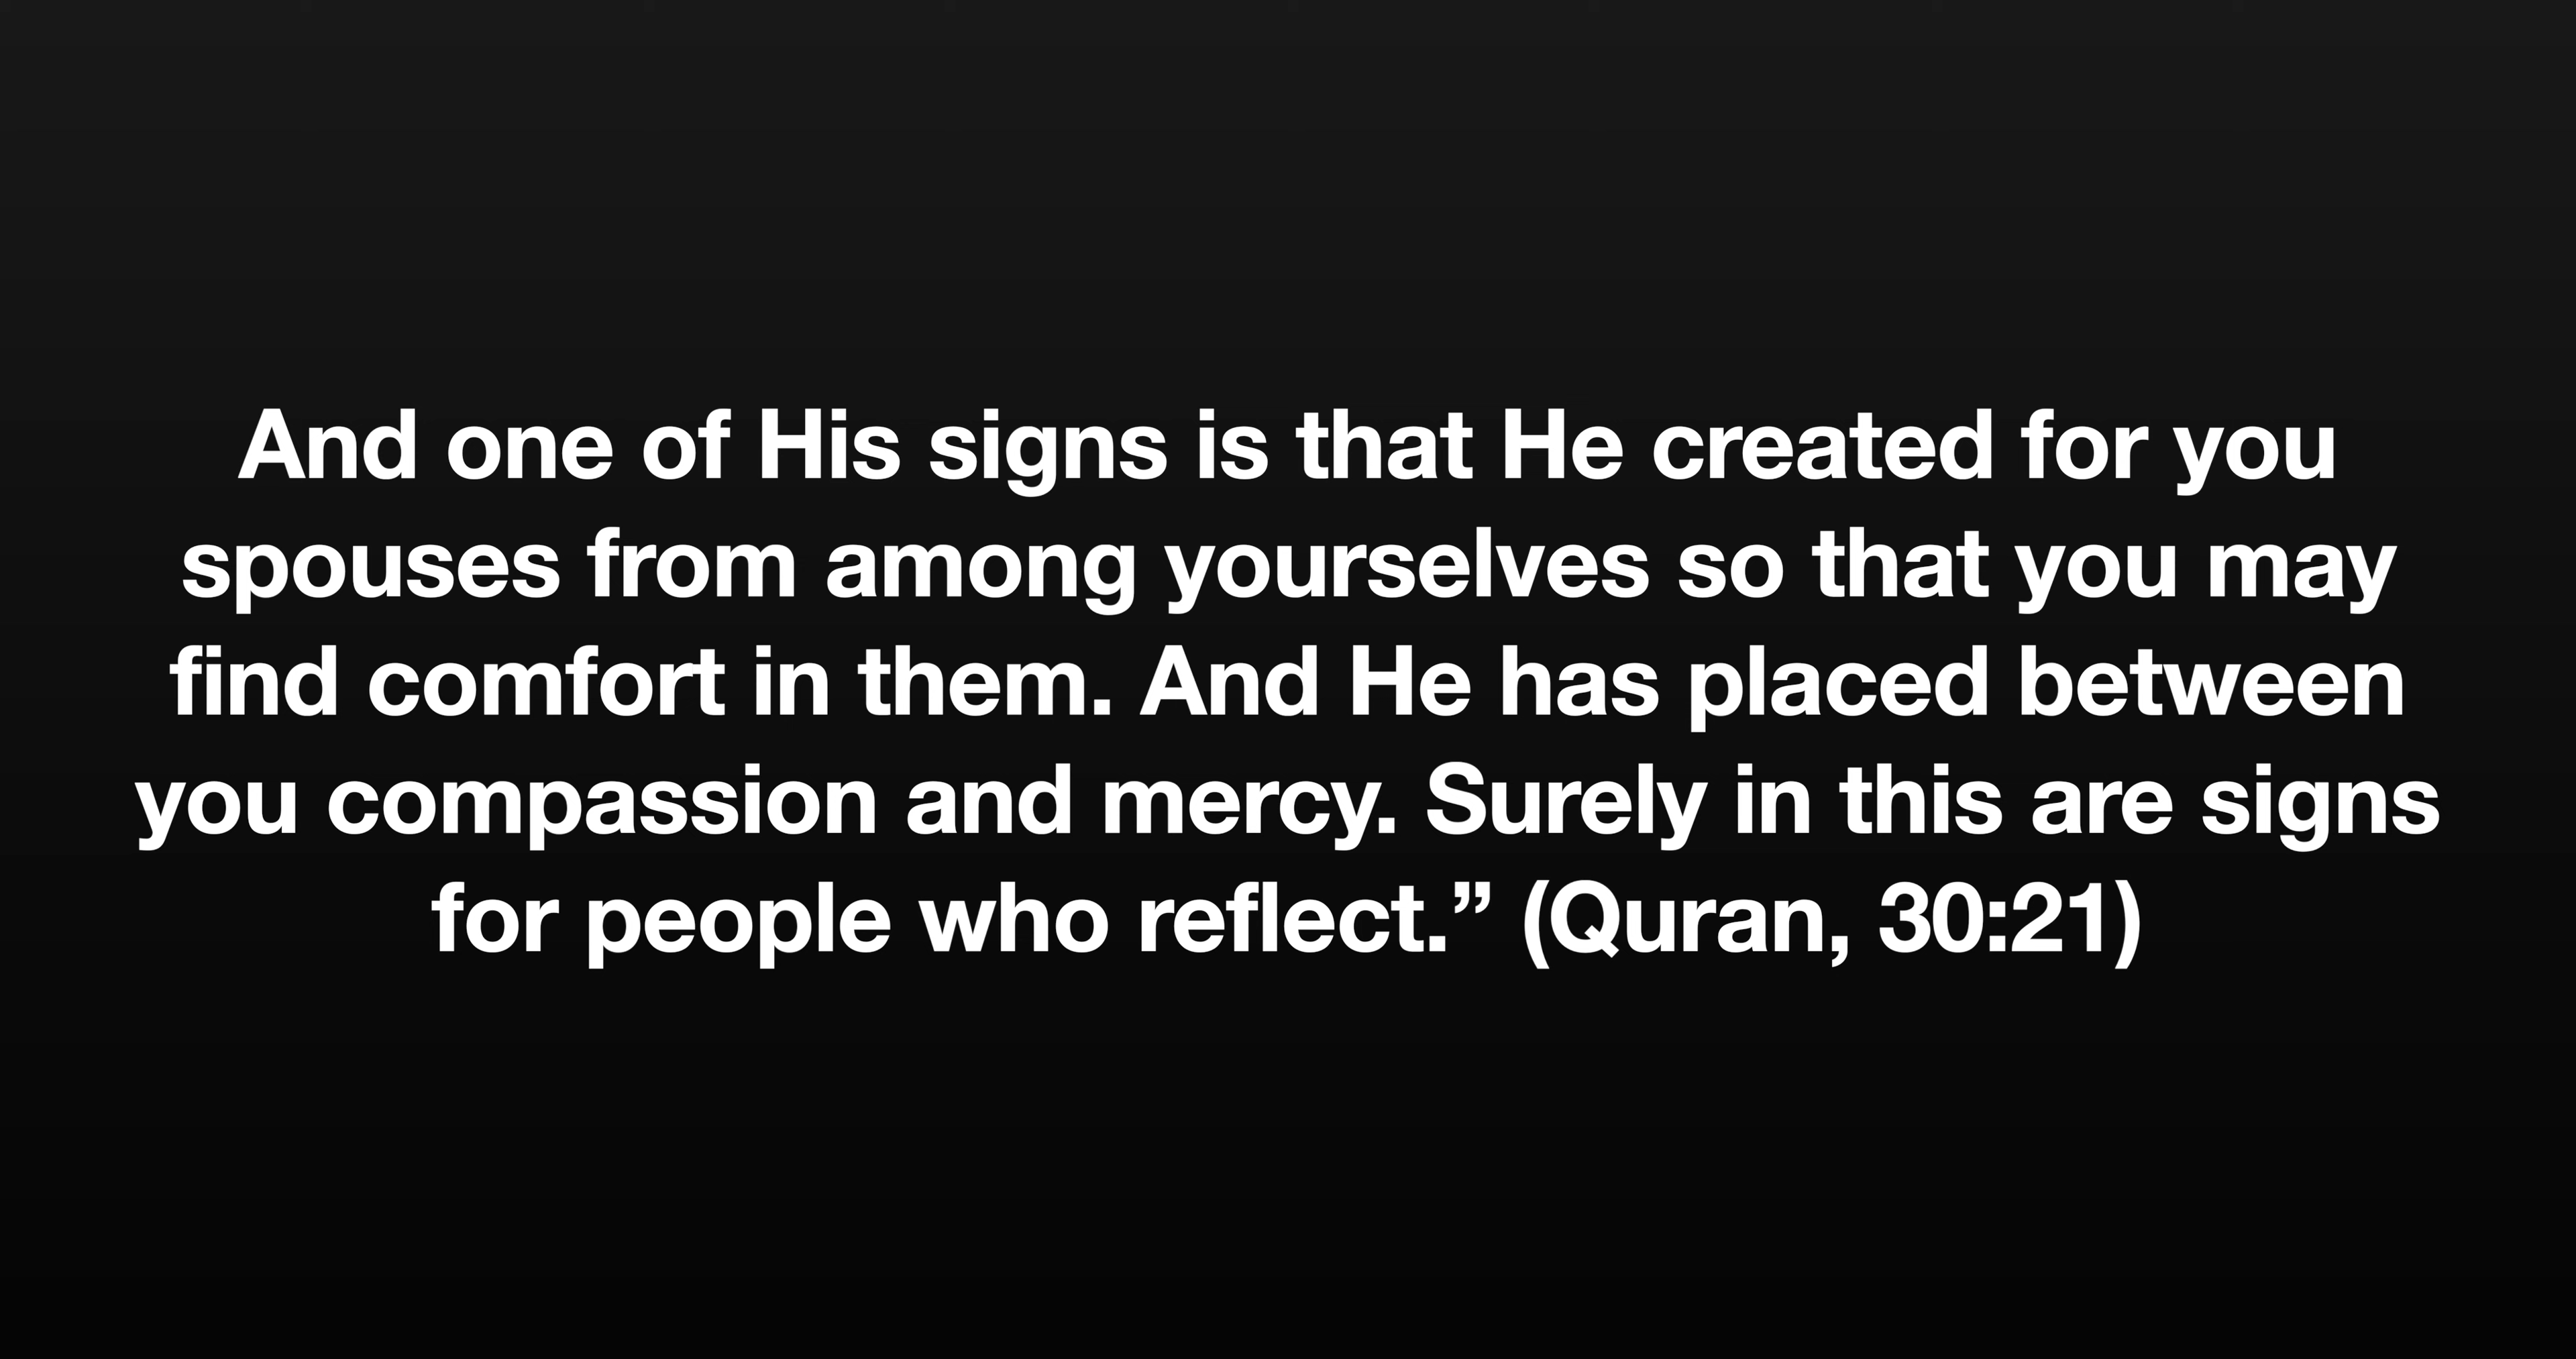 And one of His signs is that He created for you
spouses from among yourselves so that you may
find comfort in them. And He has placed between
you compassion and mercy. Surely in this are signs
for people who reflect.” (Quran, 30:21)